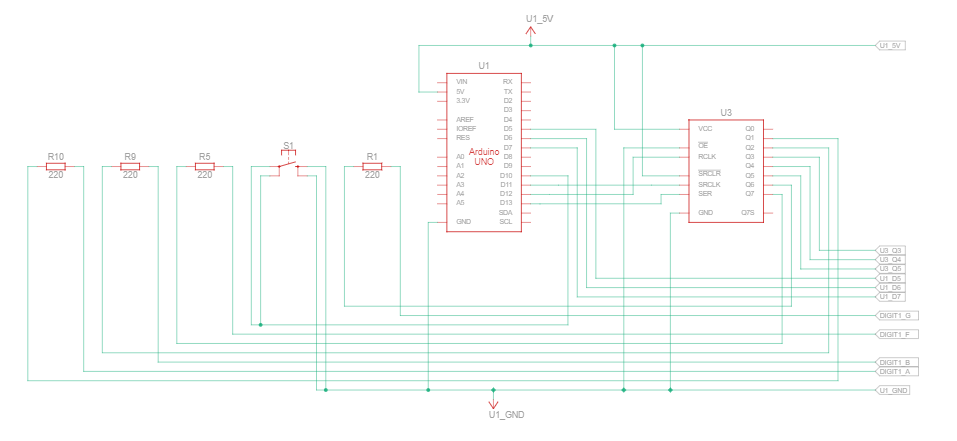 U1_5V
U1_5V
U1
VIN
RX
5V
TX
3.3V
D2
D3
AREF
D4
IOREF
D5
RES
D6
D7
Arduino
UNO
A0
D8
A1
D9
A2
D10
A3
D11
A4
D12
A5
D13
SDA
GND
SCL
U3
VCC
Q0
Q1
OE
Q2
RCLK
Q3
Q4
SRCLR
Q5
SRCLK
Q6
SER
Q7
GND
Q7S
R10
220
R9
220
R5
220
S1
R1
220
U3_Q3
U3_Q4
U3_Q5
U1_D5
U1_D6
U1_D7
DIGIT1_G
DIGIT1_F
DIGIT1_B
DIGIT1_A
U1_GND
U1_GND